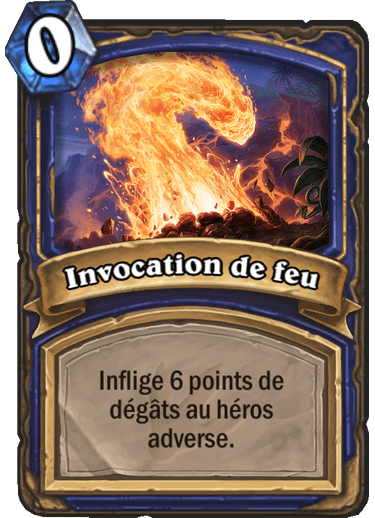 0
Invocation de feu
Inflige 6 points de
dégâts au héros
adverse.